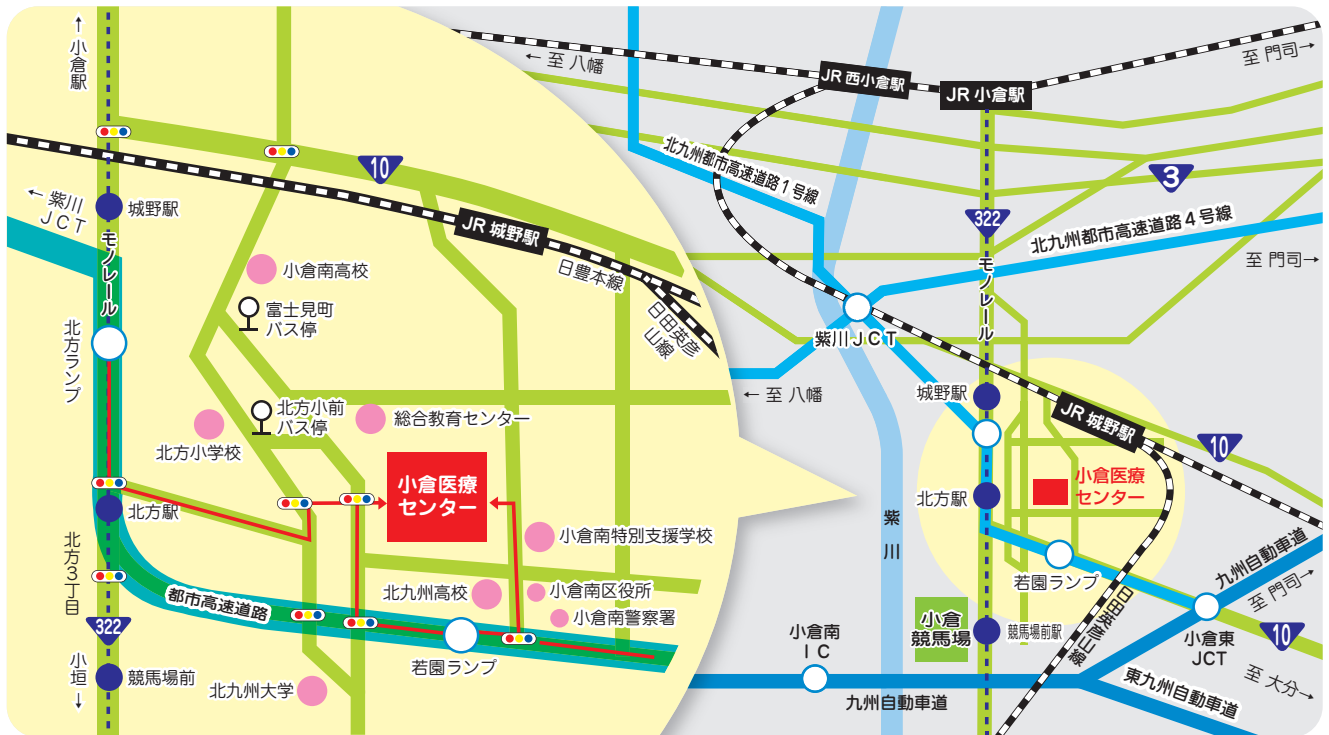 ↑小倉駅
10
←紫川
JCT
城野駅
モノレール
JR 城野駅
日豊本線
日田英彦
山線
小倉南高校
富士見町
バス停
北方ランプ
北方小前
バス停
総合教育センター
北方小学校
小倉医療
センター
北方駅
小倉南特別支援学校
北方3丁目
都市高速道路
北九州高校
小倉南区役所
小倉南警察署
322
若園ランプ
小垣↓
競馬場前
北九州大学
← 至 八幡
JR 西小倉駅
JR 小倉駅
至 門司→
北九州都市高速道路1号線
3
322
北九州都市高速道路4号線
モノレール
至 門司→
紫川JCT
← 至 八幡
城野駅
JR 城野駅
10
小倉医療
センター
北方駅
紫川
若園ランプ
九州自動車道
至 門司→
日田英彦山線
小倉
競馬場
競馬場前駅
小倉南
IC
小倉東
JCT
10
至 大分→
九州自動車道
東九州自動車道